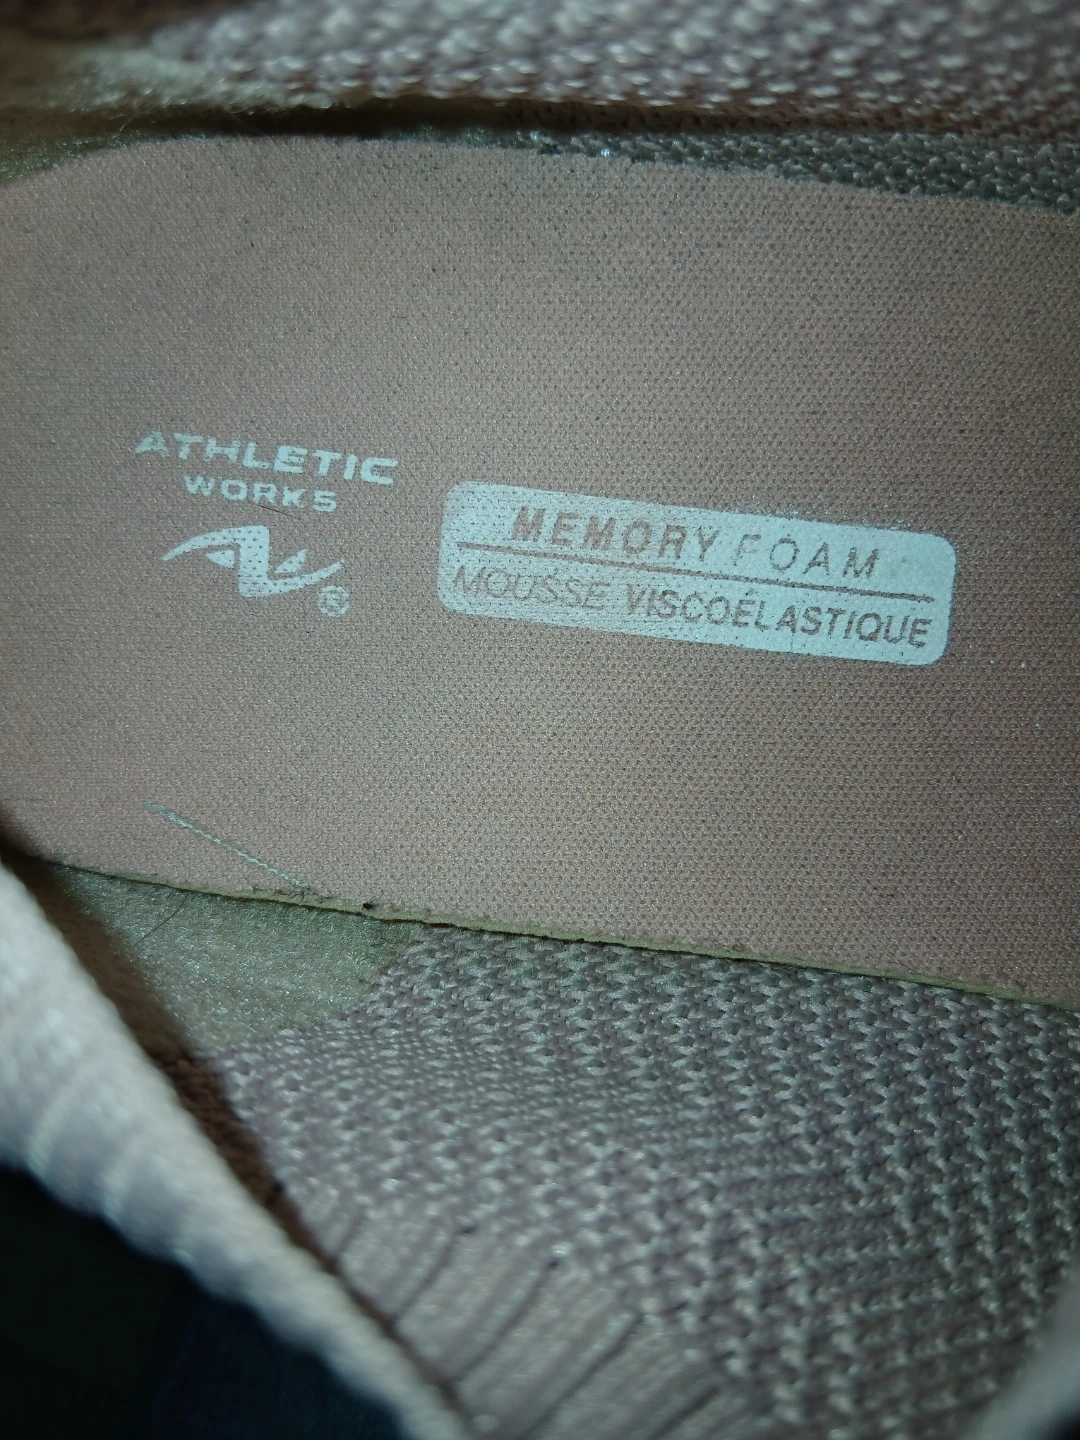 ATHLETIC
WORKS
®
MEMORY FOAM
MOUSSE VISCOÉLASTIQUE